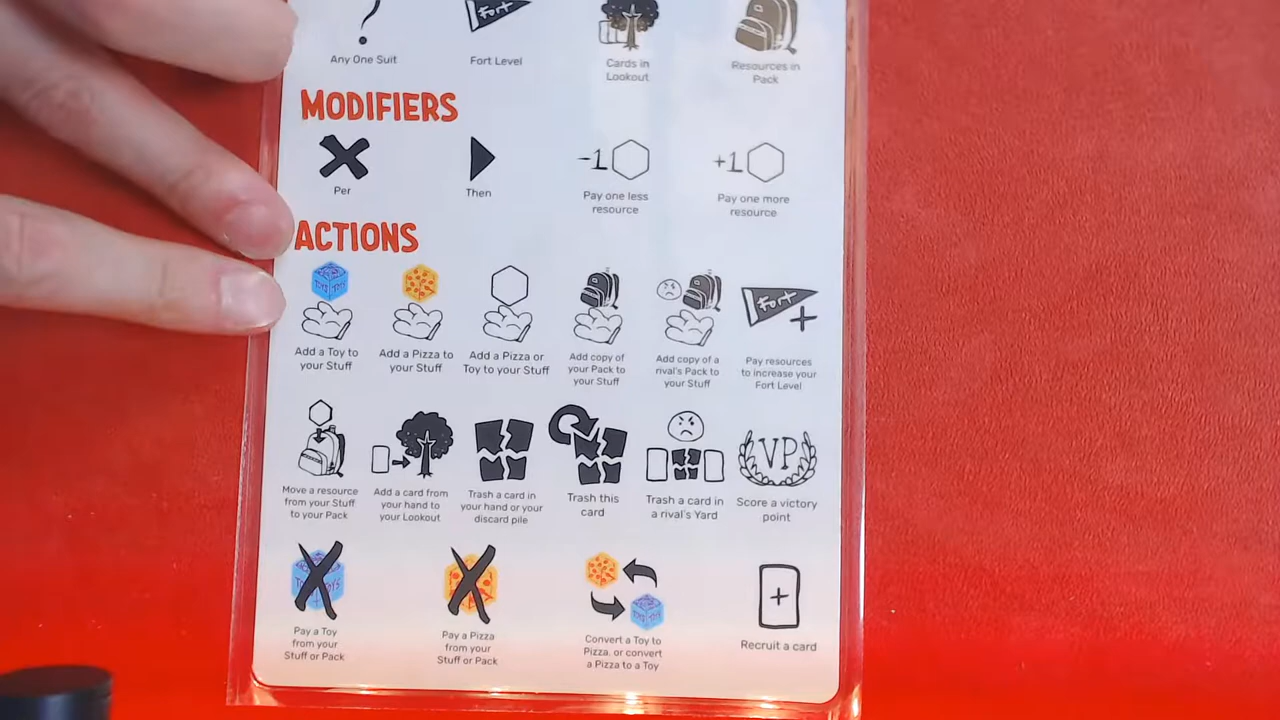 Fort
Any One Suit
Fort Level
Cards in
Lookout
Resources in
Pack
MODIFIERS
-1
+1
Per
Then
Pay one less
resource
Pay one more
resource
ACTIONS
Fort
Add a Toy to
your Stuff
Add a Pizza to
your Stuff
Add a Pizza or
Toy to your Stuff
Add copy of
your Pack to
your Stuff
Add copy of a
rival's Pack to
your Stuff
Pay resources
to increase your
Fort Level
VP
Move a resource
from your Stuff
to your Pack
Add a card from
your hand to
your Lookout
Trash a card in
your hand or your
discard pile
Trash this
card
Trash a card in
a rival's Yard
Score a victory
point
Pay a Toy
from your
Stuff or Pack
Pay a Pizza
from your
Stuff or Pack
Convert a Toy to
Pizza, or convert
a Pizza to a Toy
Recruit a card